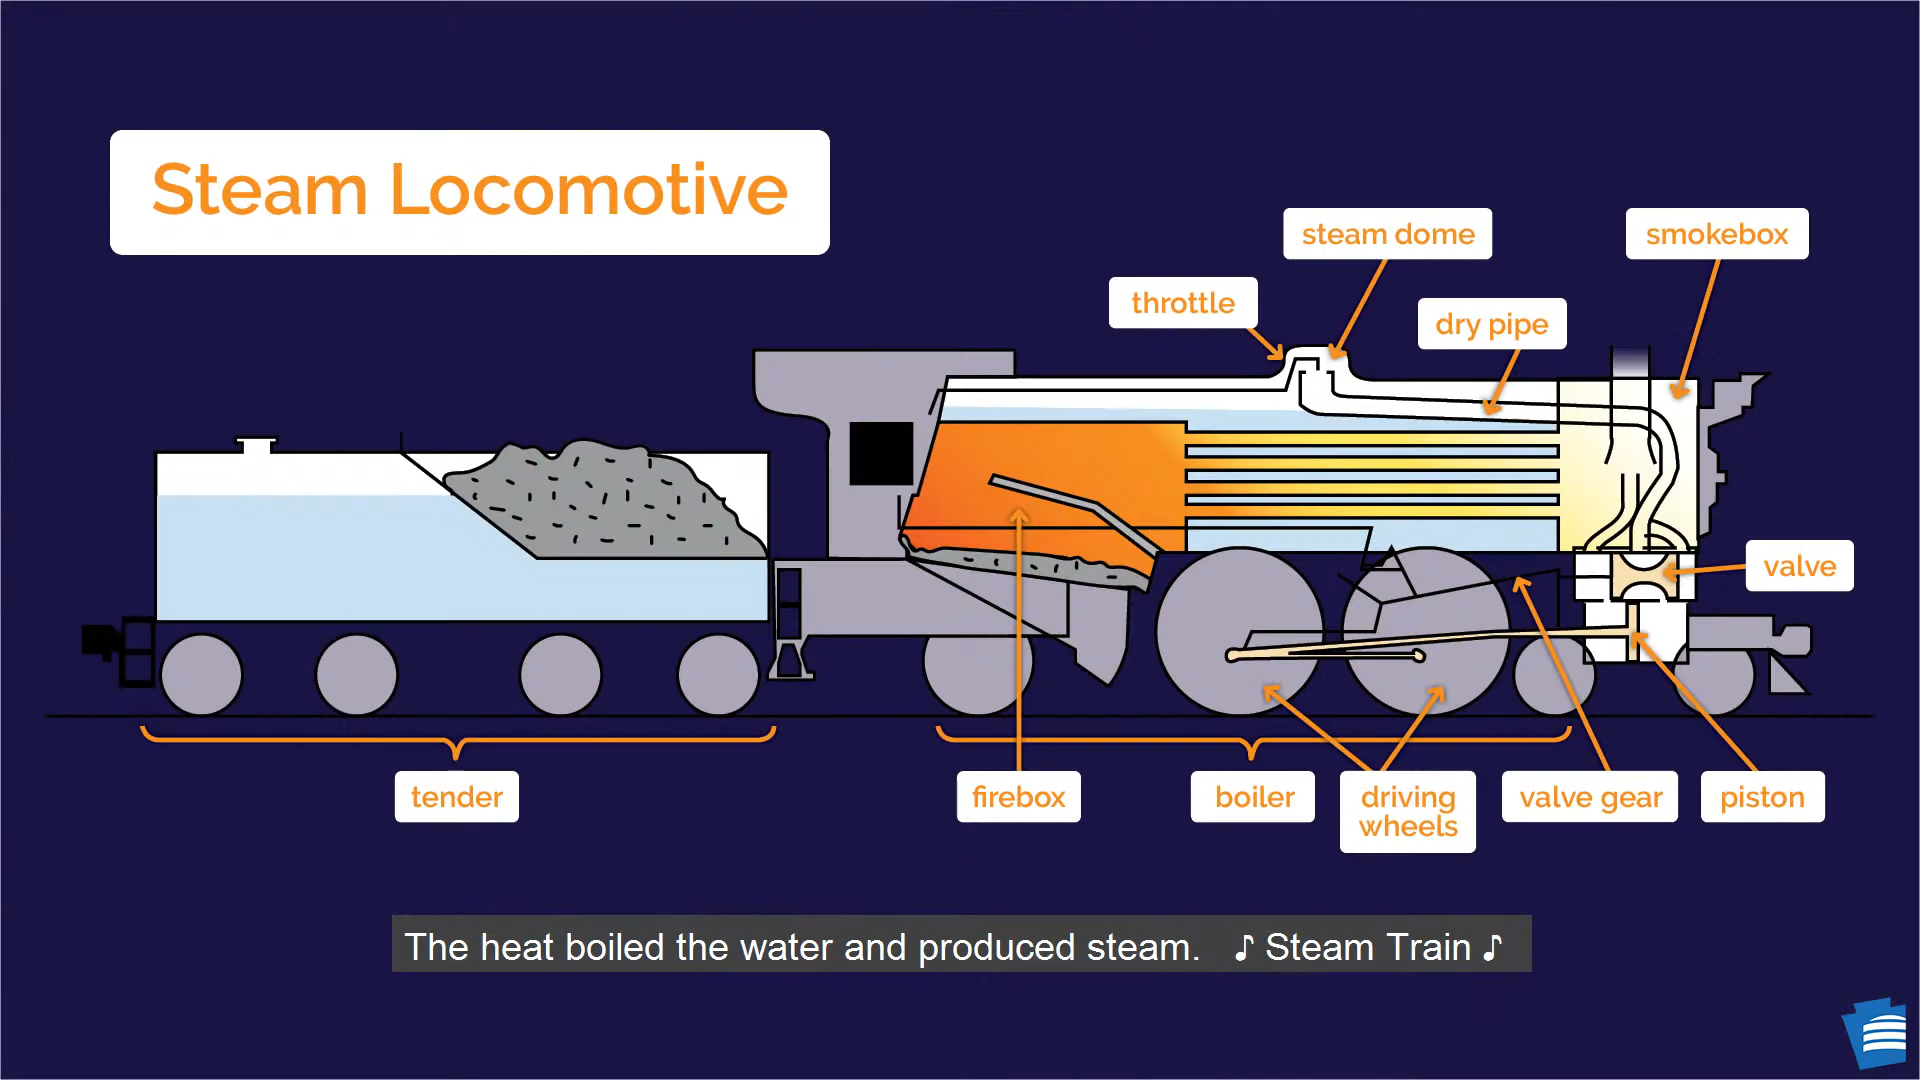 Steam Locomotive
steam dome
smokebox
throttle
dry pipe
valve
tender
firebox
boiler
driving
wheels
valve gear
piston
The heat boiled the water and produced steam. ♪ Steam Train ♪